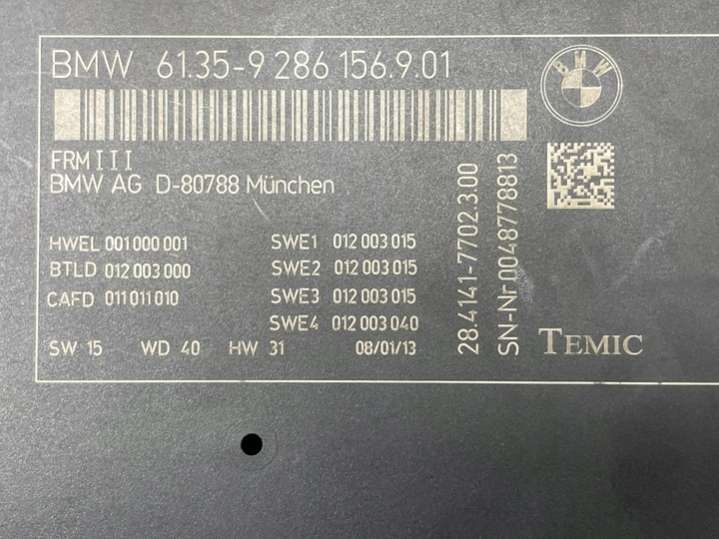 BMW 61.35-9 286 156.9.01
BMW
FRM III
BMW AG D-80788 München
HWEL 001 000 001
BTLD 012 003 000
CAFD 011 011 010
SWE1 012 003 015
SWE2 012 003 015
SWE3 012 003 015
SWE4 012 003 040
SW 15 WD 40 HW 31 08/01/13
28.4141-7702.3.00
SN-Nr 0048778813
TEMIC